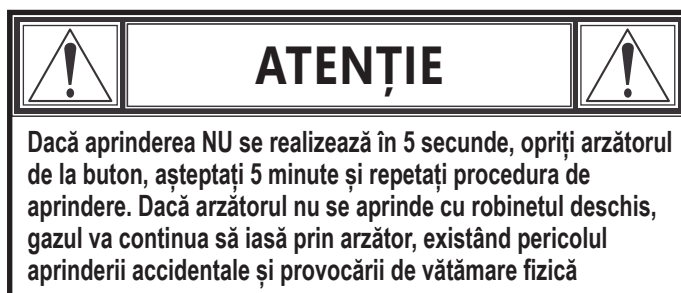 ATENȚIE
Dacă aprinderea NU se realizează în 5 secunde, opriți arzătorul
de la buton, așteptați 5 minute și repetați procedura de
aprindere. Dacă arzătorul nu se aprinde cu robinetul deschis,
gazul va continua să iasă prin arzător, existând pericolul
aprinderii accidentale și provocării de vătămare fizică